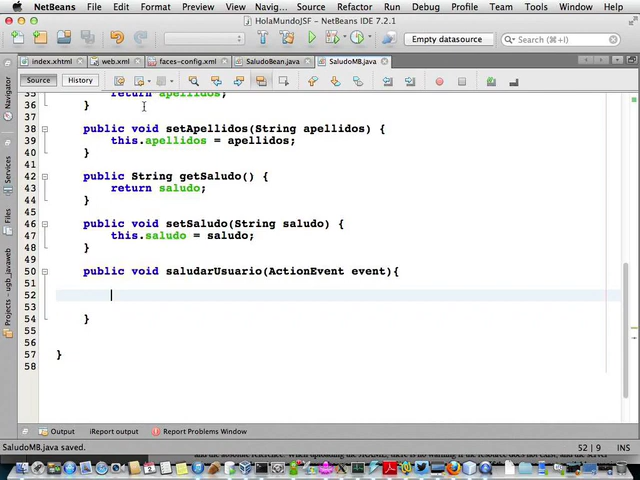 NetBeans File Edit Format View Navig... Source Refactor Run Debug Profile Team Tools Window Help
HolaMundoJSF - NetBeans IDE 7.2.1
Empty datasource
Search (⌘+I)
index.xhtml web.xml faces-config.xml SaludoBean.java SaludoMB.java
Source History
Navigator
Services
Files
Projects - ugb_javaweb
35 return apellidos;
36 }
37
38 public void setApellidos(String apellidos) {
39 this.apellidos = apellidos;
40 }
41
42 public String getSaludo() {
43 return saludo;
44 }
45
46 public void setSaludo(String saludo) {
47 this.saludo = saludo;
48 }
49
50 public void saludarUsuario(ActionEvent event){
51
52
53
54 }
55
56
57 }
58
Output iReport output Report Problems Window
SaludoMB.java saved. 52 | 9 INS